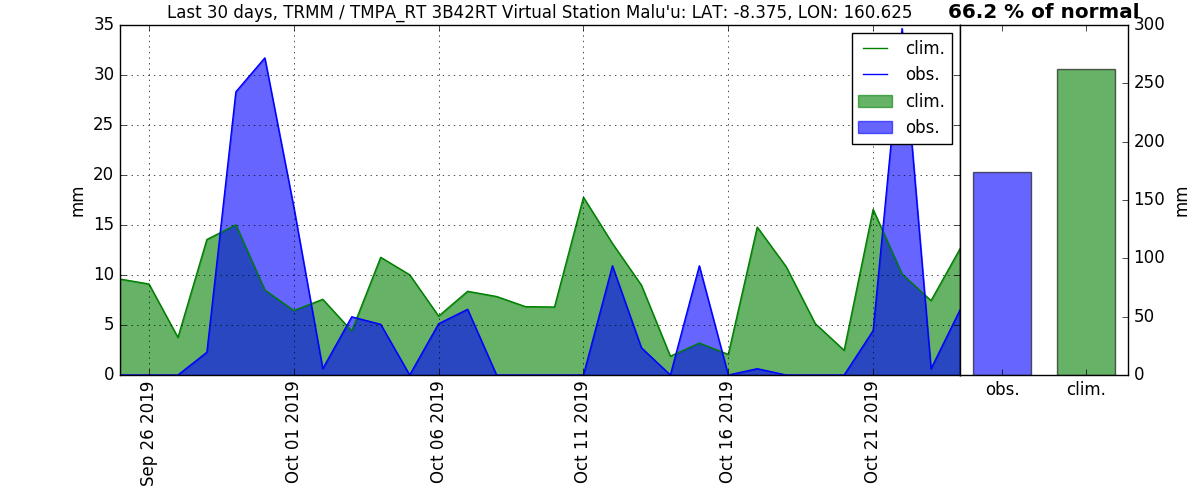 Last 30 days, TRMM / TMPA_RT 3B42RT Virtual Station Malu'u: LAT: -8.375, LON: 160.625
66.2 % of normal
35
30
25
20
15
10
5
0
mm
clim.
obs.
clim.
obs.
300
250
200
150
100
50
0
mm
obs.
clim.
Sep 26 2019
Oct 01 2019
Oct 06 2019
Oct 11 2019
Oct 16 2019
Oct 21 2019